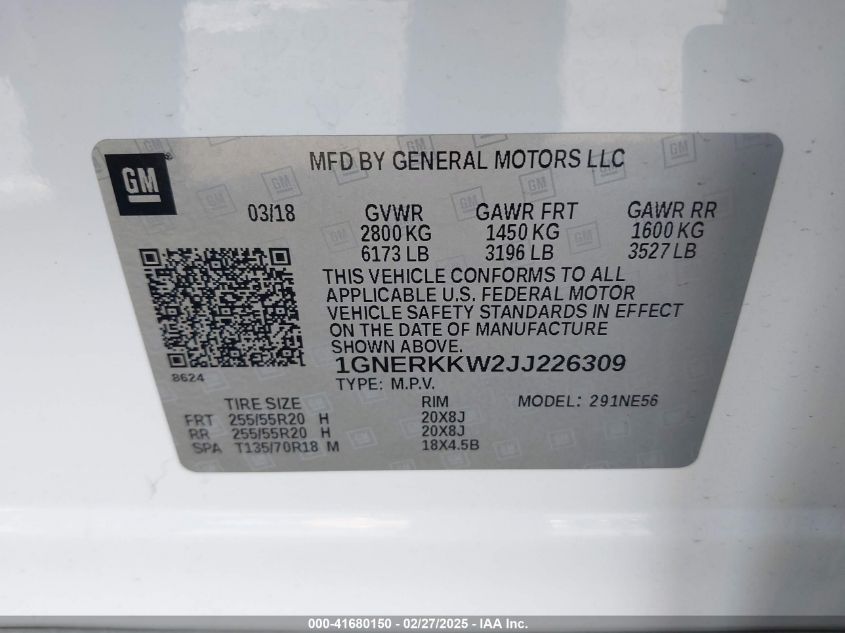 GM
MFD BY GENERAL MOTORS LLC
03/18 GVWR GAWR FRT GAWR RR
2800 KG 1450 KG 1600 KG
6173 LB 3196 LB 3527 LB
THIS VEHICLE CONFORMS TO ALL
APPLICABLE U.S. FEDERAL MOTOR
VEHICLE SAFETY STANDARDS IN EFFECT
ON THE DATE OF MANUFACTURE
SHOWN ABOVE.
8624
1GNERKKW2JJ226309
TYPE: M.P.V.
TIRE SIZE RIM MODEL: 291NE56
FRT 255/55R20 H 20X8J
RR 255/55R20 H 20X8J
SPA T135/70R18 M 18X4.5B
000-41680150 - 02/27/2025 - IAA Inc.